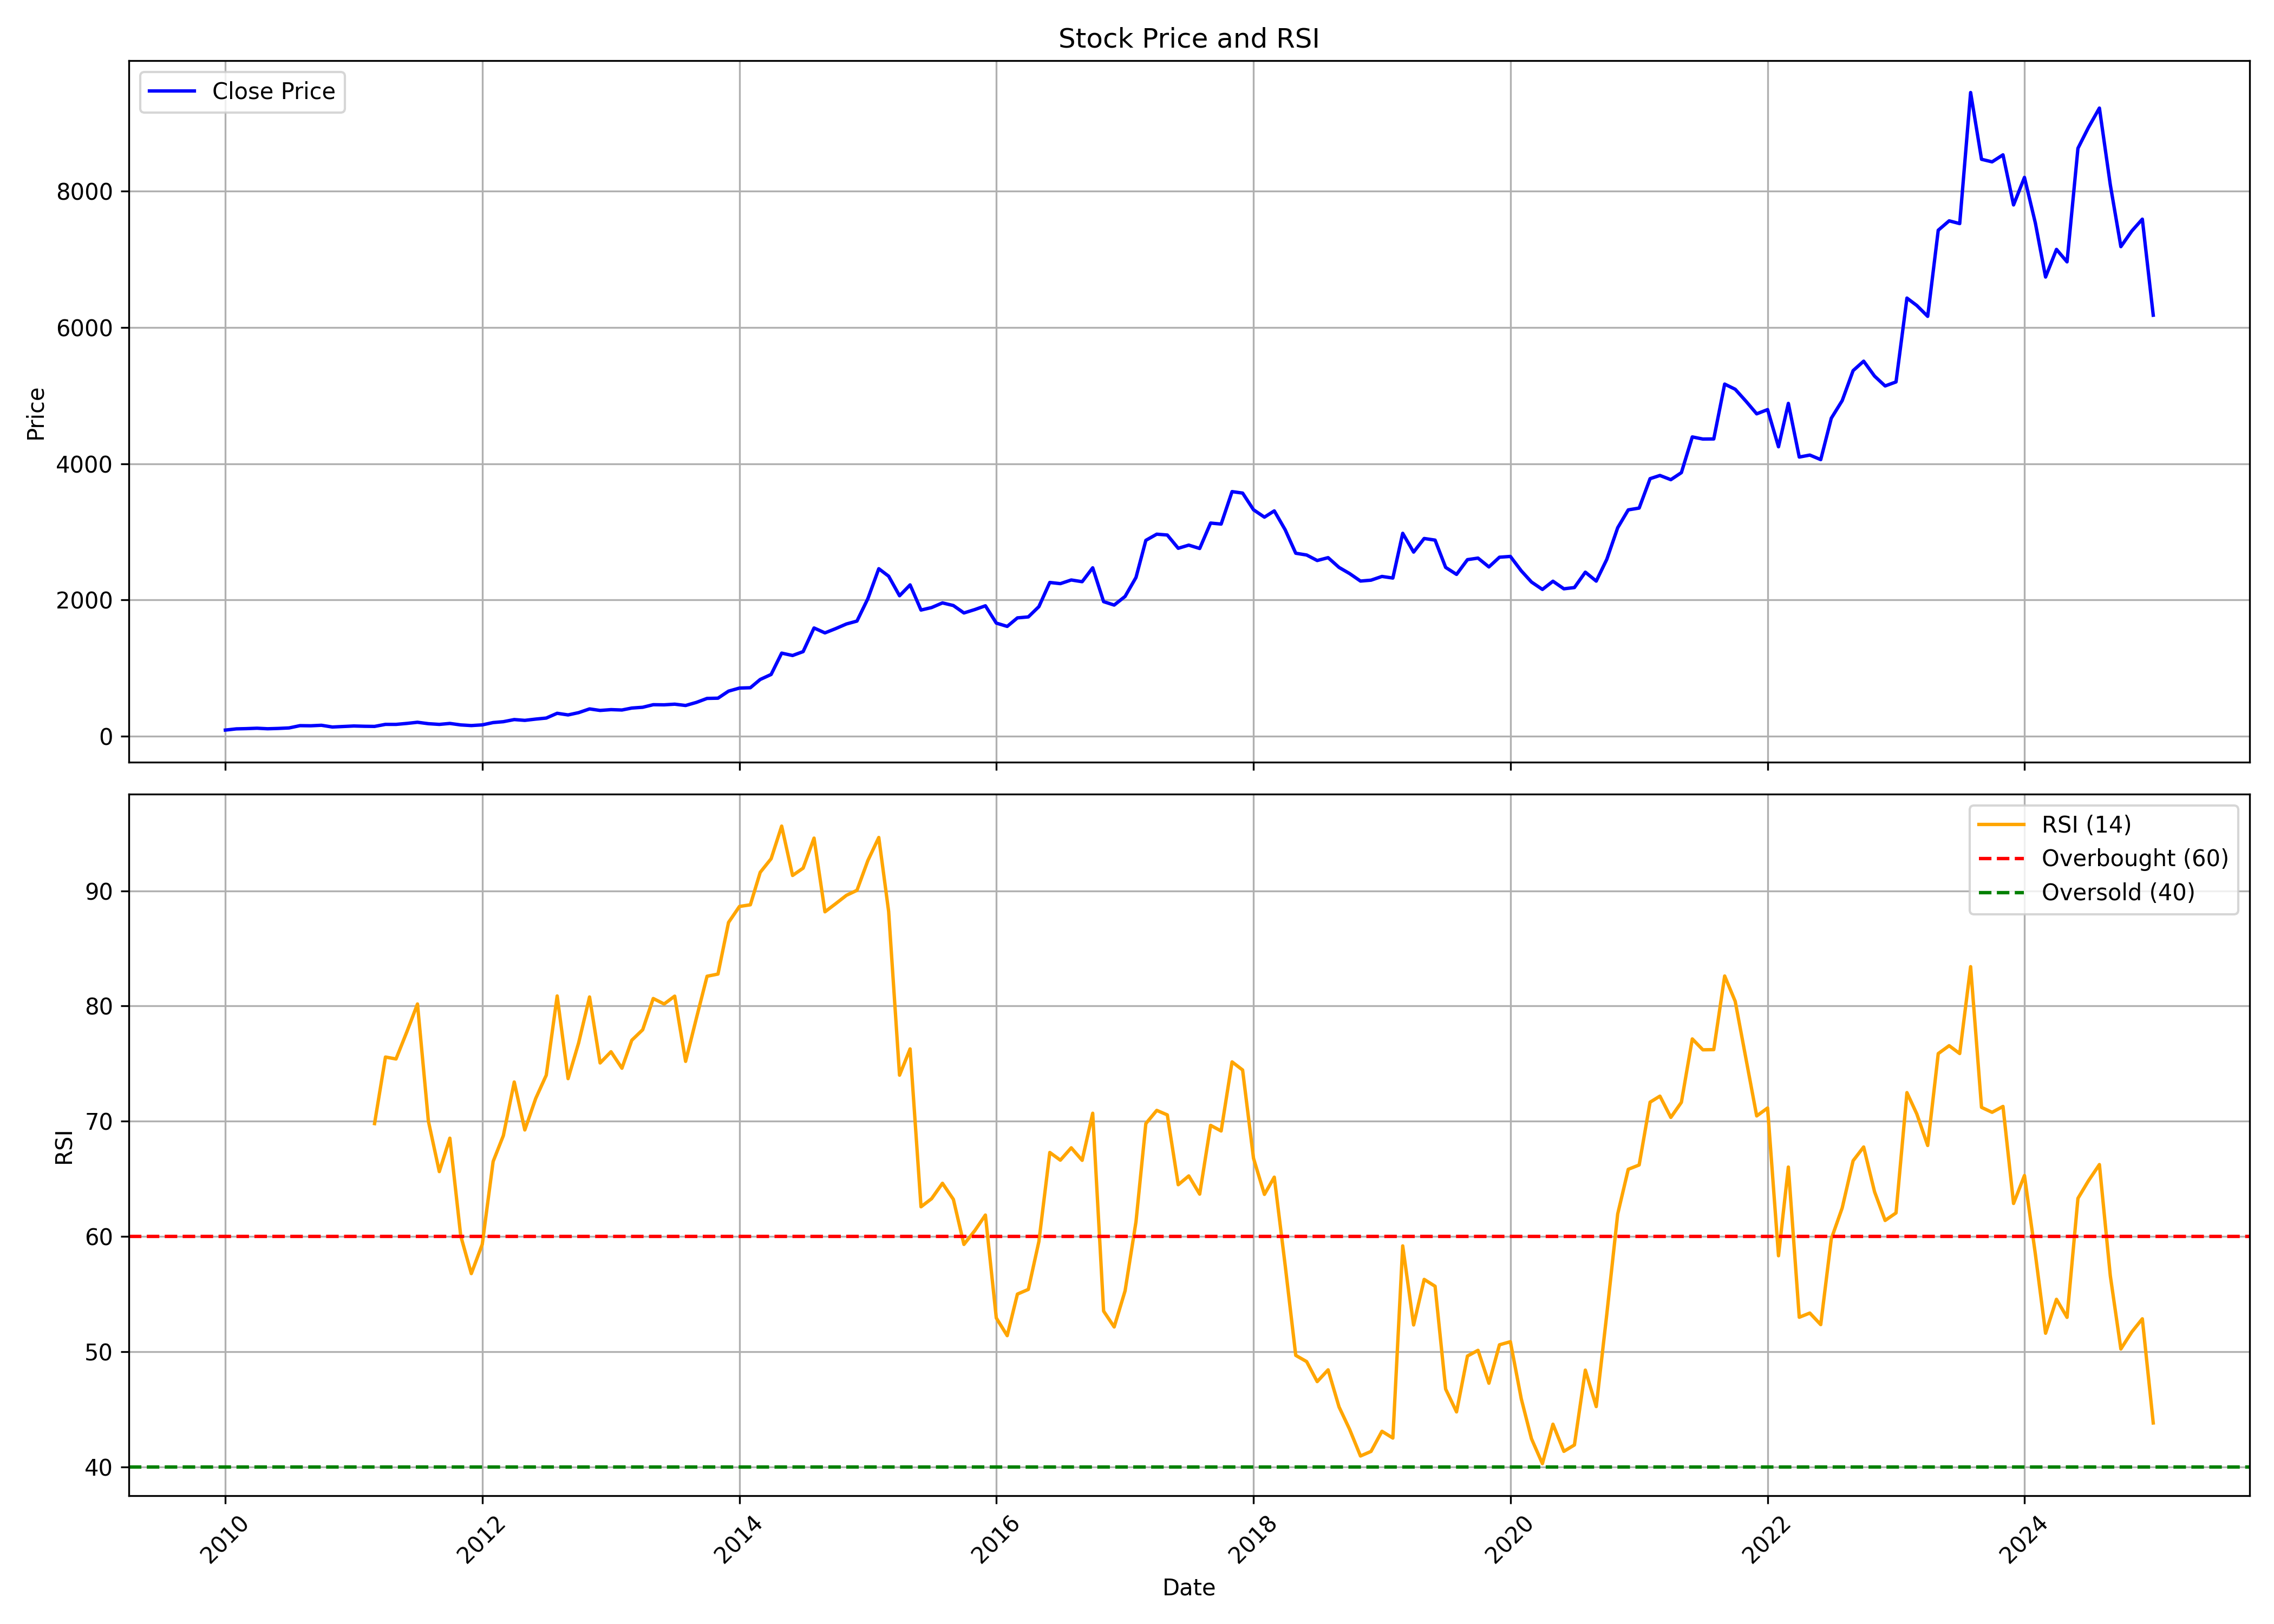 Stock Price and RSI
Close Price
Price
8000
6000
4000
2000
0
RSI (14)
Overbought (60)
Oversold (40)
RSI
90
80
70
60
50
40
2010
2012
2014
2016
2018
2020
2022
2024
Date